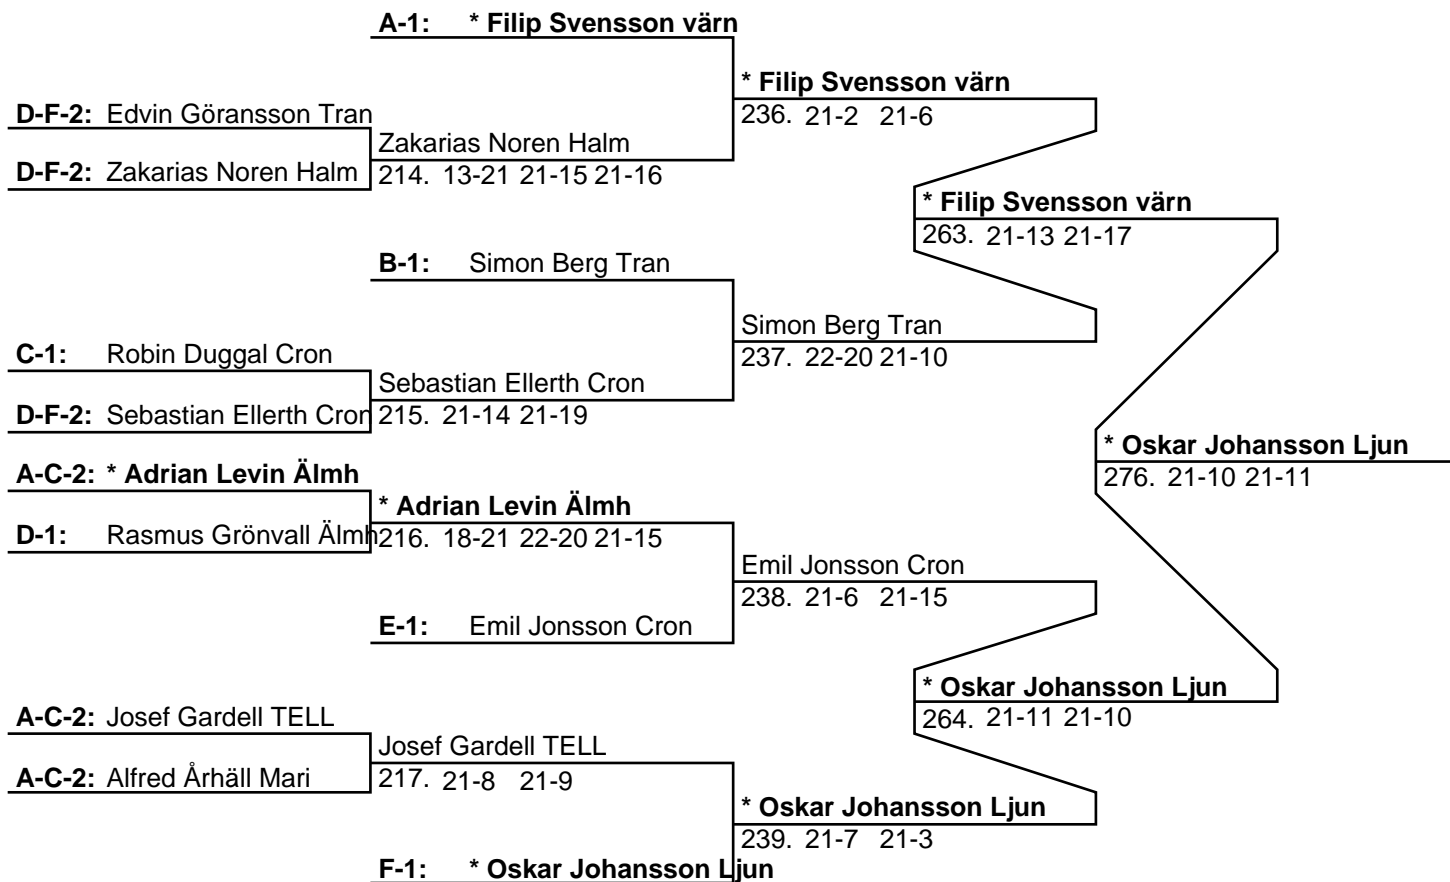 A-1: * Filip Svensson värn
* Filip Svensson värn
D-F-2: Edvin Göransson Tran
236. 21-2 21-6
Zakarias Noren Halm
D-F-2: Zakarias Noren Halm
214. 13-21 21-15 21-16
* Filip Svensson värn
263. 21-13 21-17
B-1: Simon Berg Tran
Simon Berg Tran
C-1: Robin Duggal Cron
237. 22-20 21-10
Sebastian Ellerth Cron
D-F-2: Sebastian Ellerth Cron
215. 21-14 21-19
* Oskar Johansson Ljun
276. 21-10 21-11
A-C-2: * Adrian Levin Älmh
* Adrian Levin Älmh
D-1: Rasmus Grönvall Älmh
216. 18-21 22-20 21-15
Emil Jonsson Cron
238. 21-6 21-15
E-1: Emil Jonsson Cron
* Oskar Johansson Ljun
264. 21-11 21-10
A-C-2: Josef Gardell TELL
Josef Gardell TELL
A-C-2: Alfred Århäll Mari
217. 21-8 21-9
* Oskar Johansson Ljun
239. 21-7 21-3
F-1: * Oskar Johansson Ljun